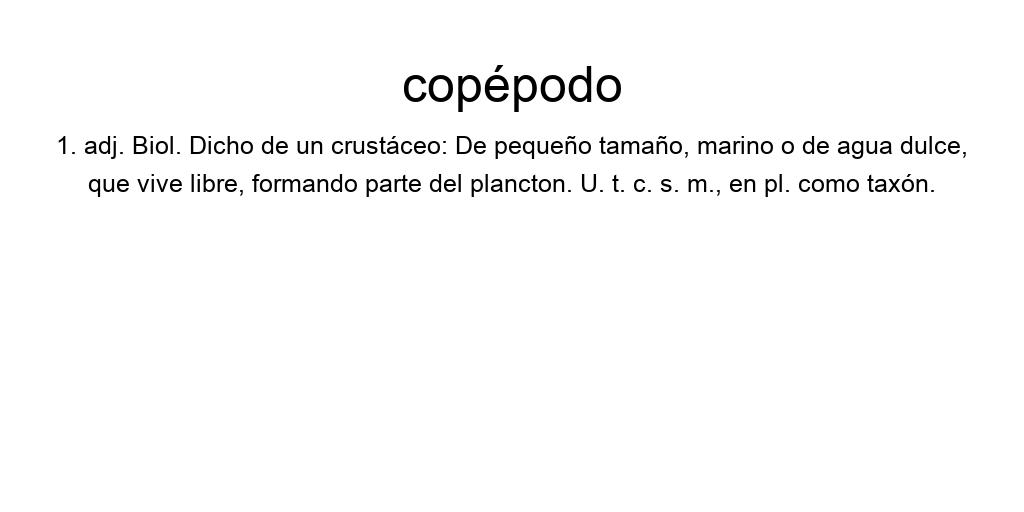 copépodo
1. adj. Biol. Dicho de un crustáceo: De pequeño tamaño, marino o de agua dulce,
que vive libre, formando parte del plancton. U. t. c. s. m., en pl. como taxón.